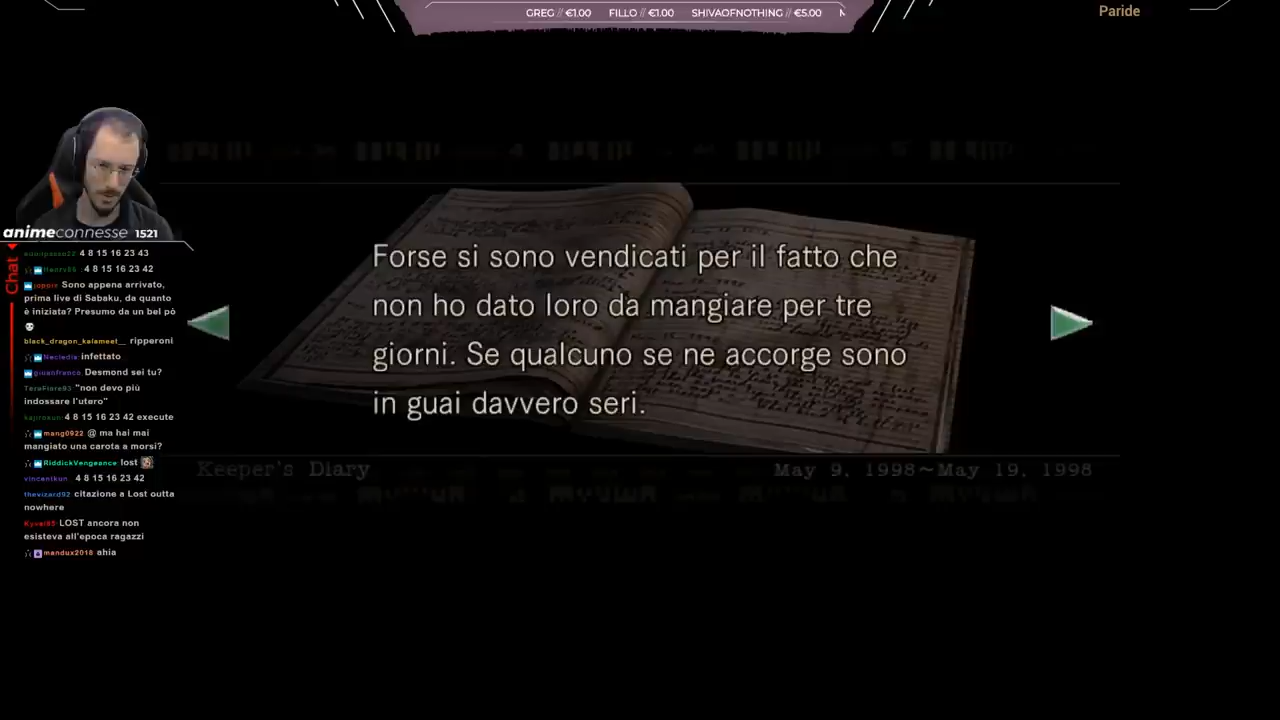 GREG // €1.00 FILLO // €1.00 SHIVAOFNOTHING // €5.00
Paride
animeconnesse 1521
Chat
4 8 15 16 23 43
: 4 8 15 16 23 42
Sono appena arrivato,
prima live di Sabaku, da quanto
è iniziata? Presumo da un bel pò
black_dragon_kalameet__ ripperoni
infettato
giuanfranco: Desmond sei tu?
"non devo più
indossare l'utero"
4 8 15 16 23 42 execute
mang0922 @ ma hai mai
mangiato una carota a morsi?
RiddickVengeance lost
vincentkun: 4 8 15 16 23 42
thevizard92 citazione a Lost outta
nowhere
LOST ancora non
esisteva all'epoca ragazzi
mandux2018 ahia
Forse si sono vendicati per il fatto che
non ho dato loro da mangiare per tre
giorni. Se qualcuno se ne accorge sono
in guai davvero seri.
Keeper's Diary
May 9, 1998~May 19, 1998